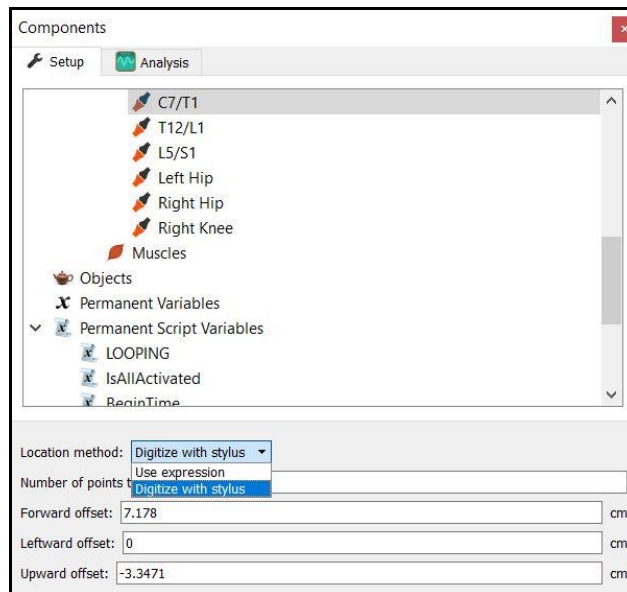 Components
Setup Analysis
C7/T1
T12/L1
L5/S1
Left Hip
Right Hip
Right Knee
Muscles
Objects
x Permanent Variables
Permanent Script Variables
LOOPING
IsAllActivated
BeginTime
Location method: Digitize with stylus
Use expression
Number of points
Digitize with stylus
Forward offset: 7.178 cm
Leftward offset: 0 cm
Upward offset: -3.3471 cm